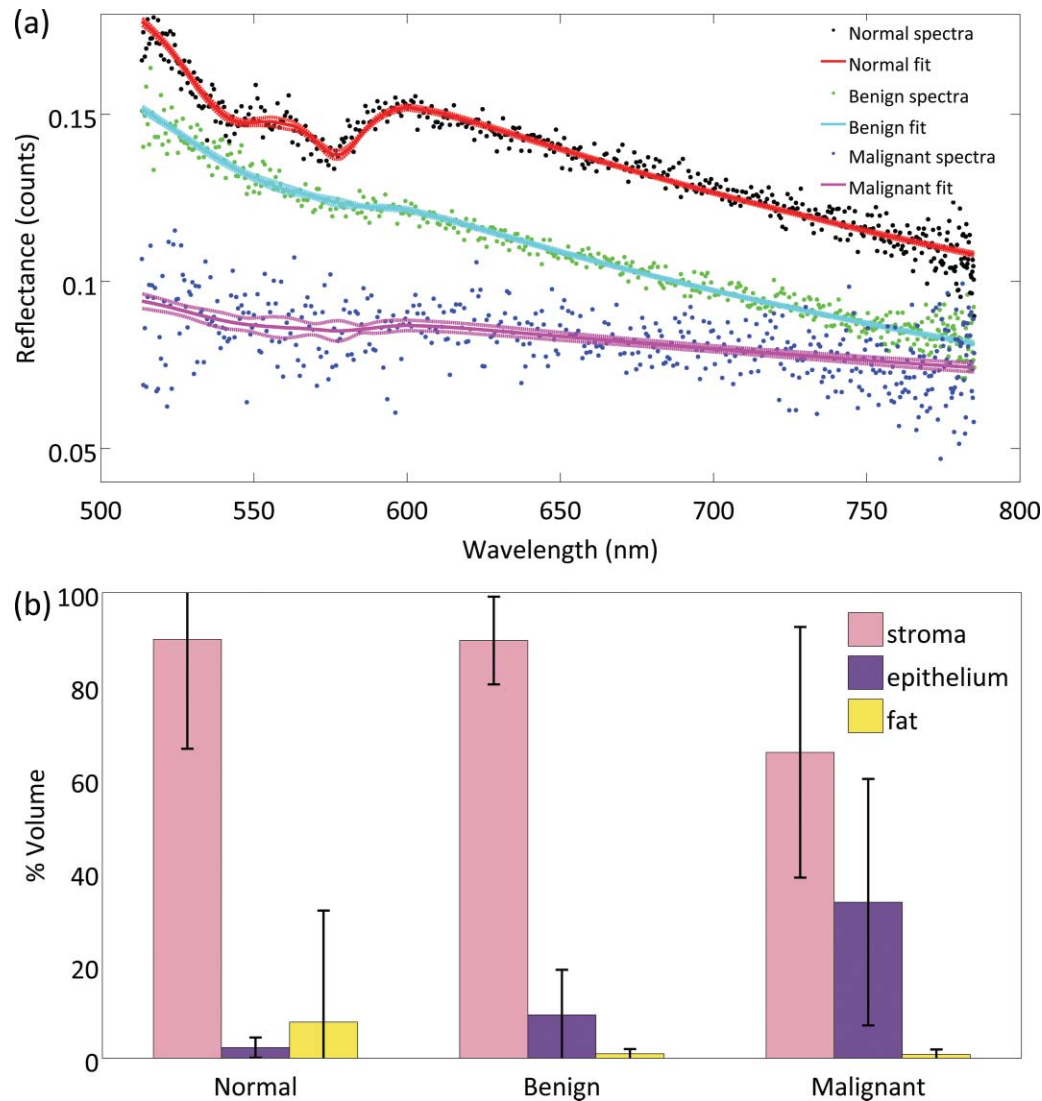 (a)
Normal spectra
Normal fit
Benign spectra
Benign fit
Malignant spectra
Malignant fit
0.15
0.1
0.05
Reflectance (counts)
500 550 600 650 700 750 800
Wavelength (nm)
(b)
100
80
60
40
20
0
% Volume
stroma
epithelium
fat
Normal Benign Malignant